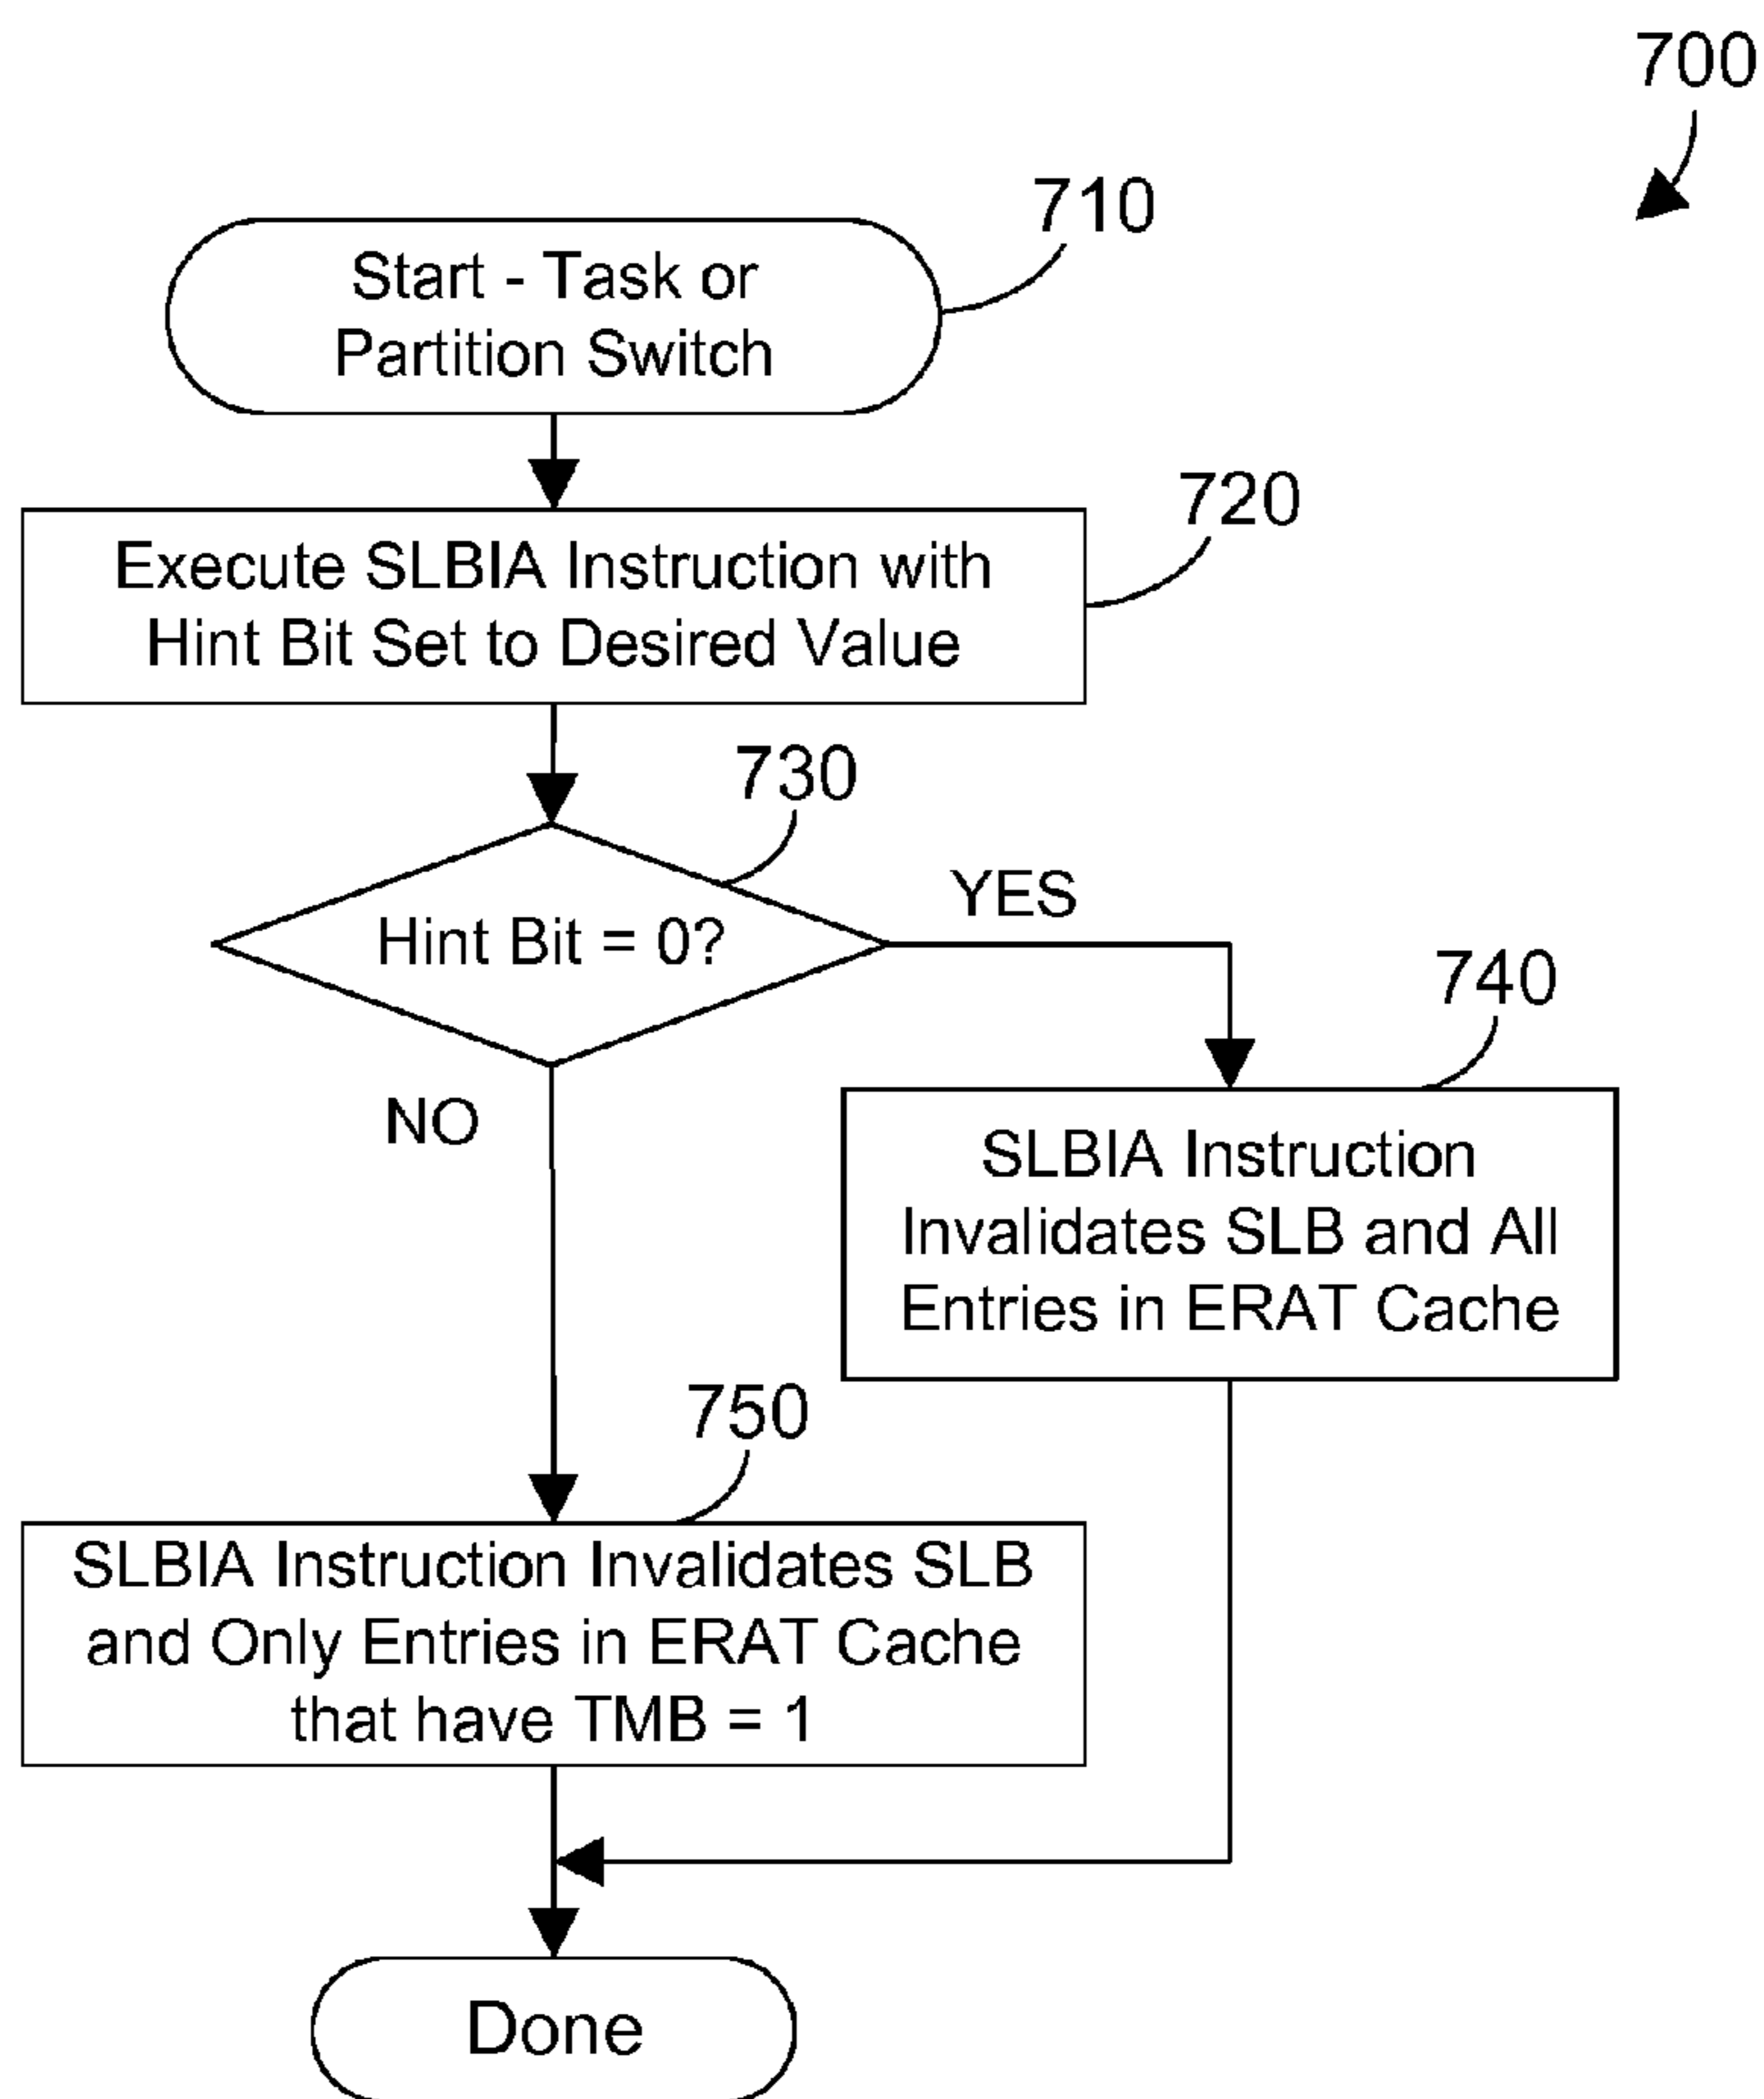 700
710
Start - Task or
Partition Switch
720
Execute SLBIA Instruction with
Hint Bit Set to Desired Value
730
Hint Bit = 0?
YES
NO
740
SLBIA Instruction
Invalidates SLB and All
Entries in ERAT Cache
750
SLBIA Instruction Invalidates SLB
and Only Entries in ERAT Cache
that have TMB = 1
Done